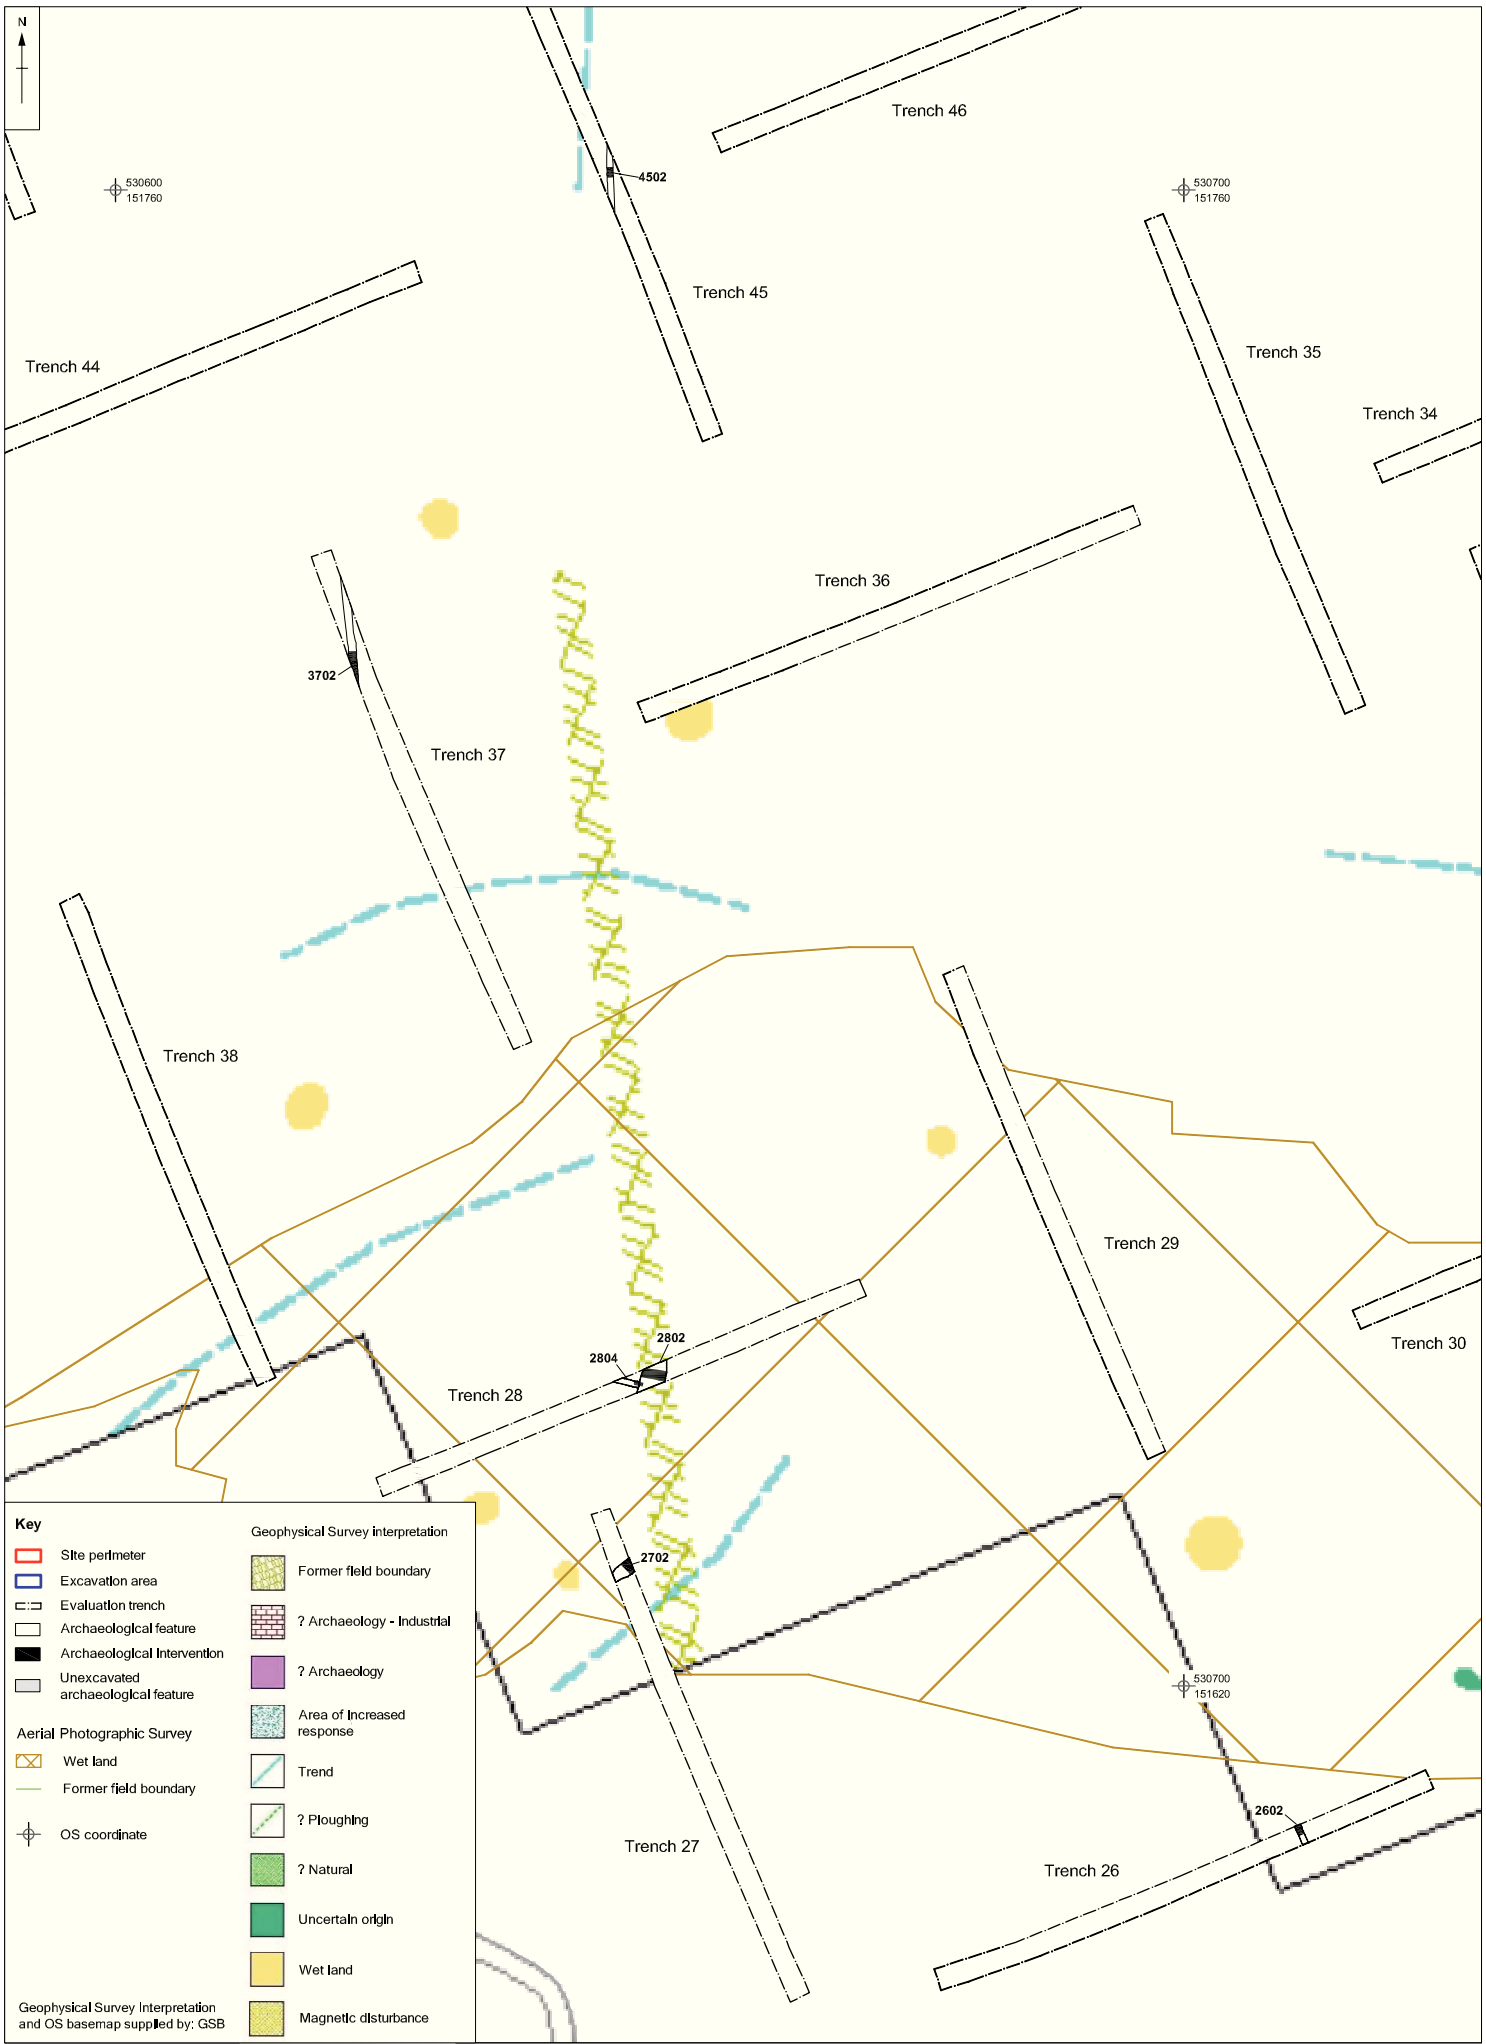 N
Trench 46
4502
530600
151760
530700
151760
Trench 45
Trench 35
Trench 44
Trench 34
Trench 36
3702
Trench 37
Trench 38
Trench 29
2802
2804
Trench 30
Trench 28
2702
530700
151620
2602
Trench 27
Trench 26
Key
Site perimeter
Excavation area
Evaluation trench
Archaeological feature
Archaeological Intervention
Unexcavated
archaeological feature
Aerial Photographic Survey
Wet land
Former field boundary
OS coordinate
Geophysical Survey Interpretation
and OS basemap supplied by: GSB
Geophysical Survey interpretation
Former field boundary
? Archaeology - Industrial
? Archaeology
Area of Increased
response
Trend
? Ploughing
? Natural
Uncertain origin
Wet land
Magnetic disturbance